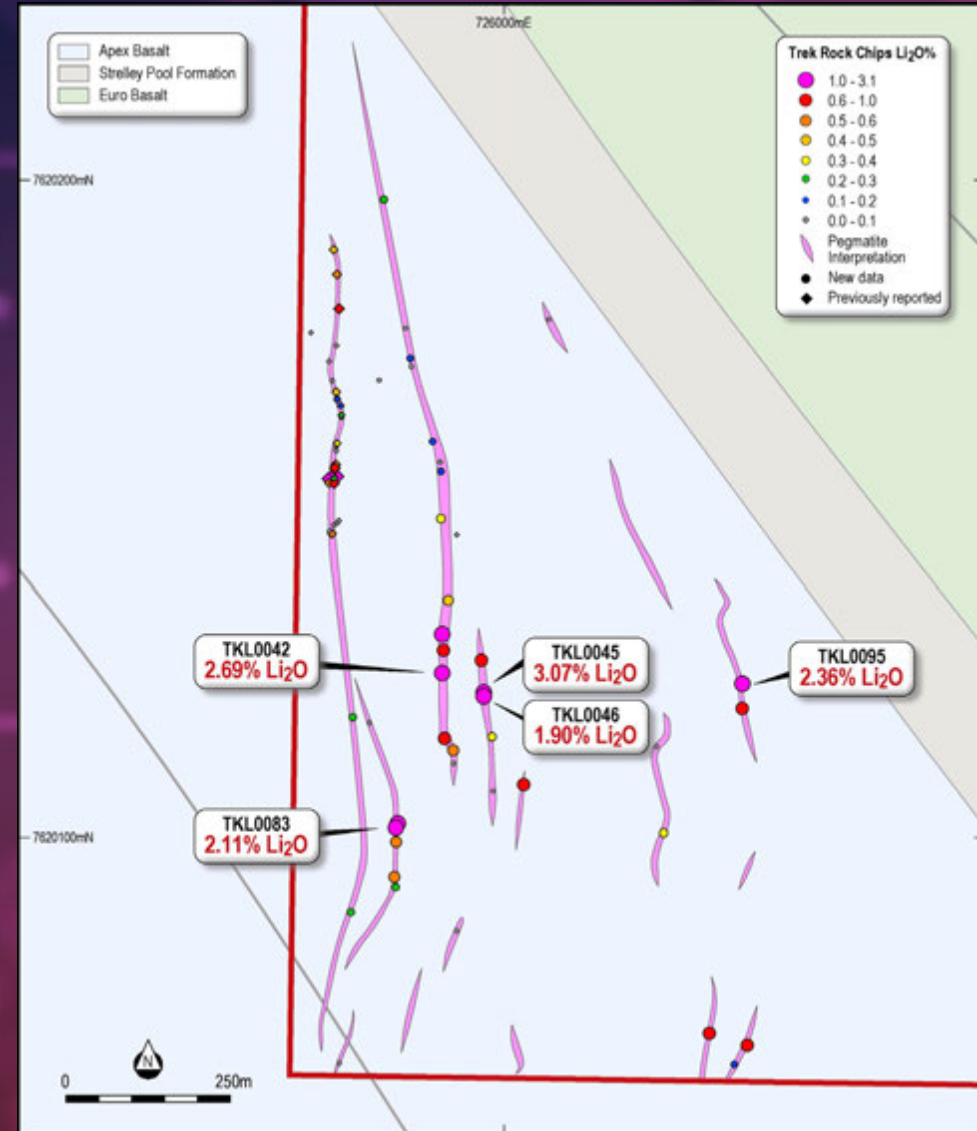 726000mE
Apex Basalt
Strelley Pool Formation
Euro Basalt
Trek Rock Chips Li₂O%
1.0 - 3.1
0.6 - 1.0
0.5 - 0.6
0.4 - 0.5
0.3 - 0.4
0.2 - 0.3
0.1 - 0.2
0.0 - 0.1
Pegmatite
Interpretation
New data
Previously reported
7620200mN
TKL0042
2.69% Li₂O
TKL0045
3.07% Li₂O
TKL0046
1.90% Li₂O
TKL0095
2.36% Li₂O
TKL0083
2.11% Li₂O
7620100mN
N
0 250m